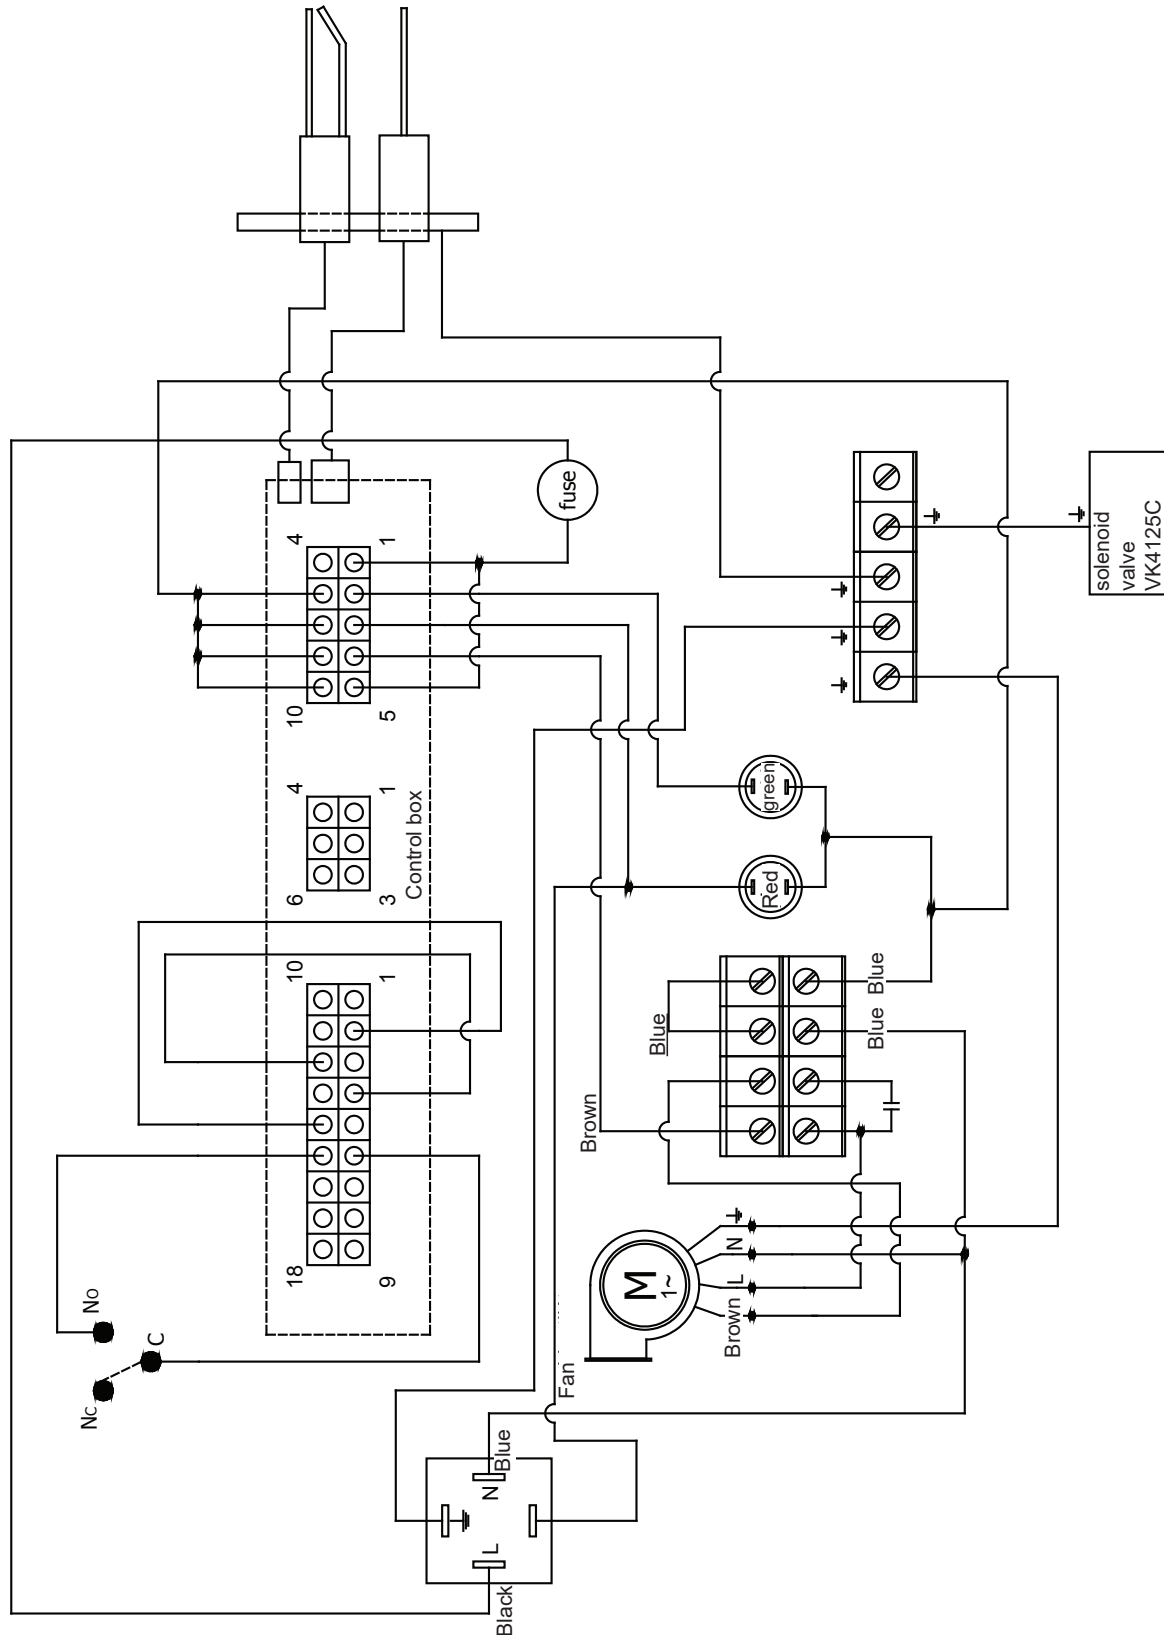 fuse
4
1
10
5
solenoid
valve
VK4125C
4
1
6
3
Control box
green
Red
10
1
18
9
Blue
Blue
Blue
Brown
No
C
Nc
M
1~
N
L
Brown
Fan
Blue
N
L
Black